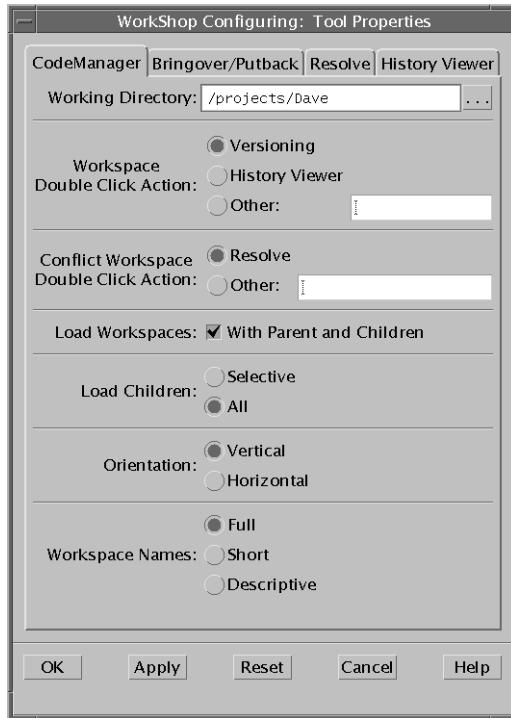 WorkShop Configuring: Tool Properties
CodeManager Bringover/Putback Resolve History Viewer
Working Directory: /projects/Dave ...
Workspace
Double Click Action:
Versioning
History Viewer
Other:
Conflict Workspace
Double Click Action:
Resolve
Other:
Load Workspaces: With Parent and Children
Load Children:
Selective
All
Orientation:
Vertical
Horizontal
Workspace Names:
Full
Short
Descriptive
OK Apply Reset Cancel Help